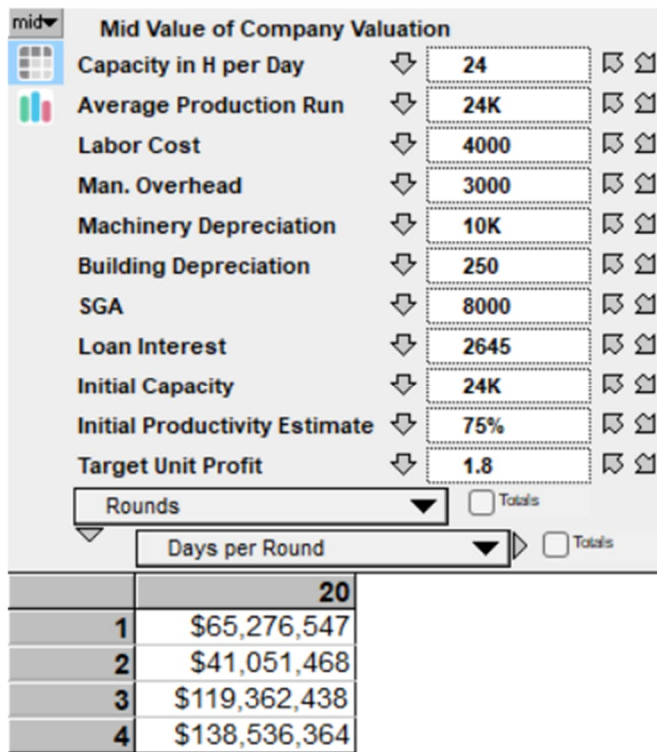 mid
Mid Value of Company Valuation
Capacity in H per Day 24
Average Production Run 24K
Labor Cost 4000
Man. Overhead 3000
Machinery Depreciation 10K
Building Depreciation 250
SGA 8000
Loan Interest 2645
Initial Capacity 24K
Initial Productivity Estimate 75%
Target Unit Profit 1.8
Rounds Totals
Days per Round Totals
20
1 $65,276,547
2 $41,051,468
3 $119,362,438
4 $138,536,364